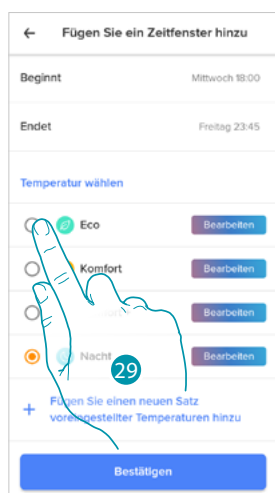 ← Fügen Sie ein Zeitfenster hinzu
Beginnt Mittwoch 18:00
Endet Freitag 23:45
Temperatur wählen
Eco Bearbeiten
Komfort Bearbeiten
Bearbeiten
Nacht Bearbeiten
29
+ Fügen Sie einen neuen Satz
voreingestellter Temperaturen hinzu
Bestätigen